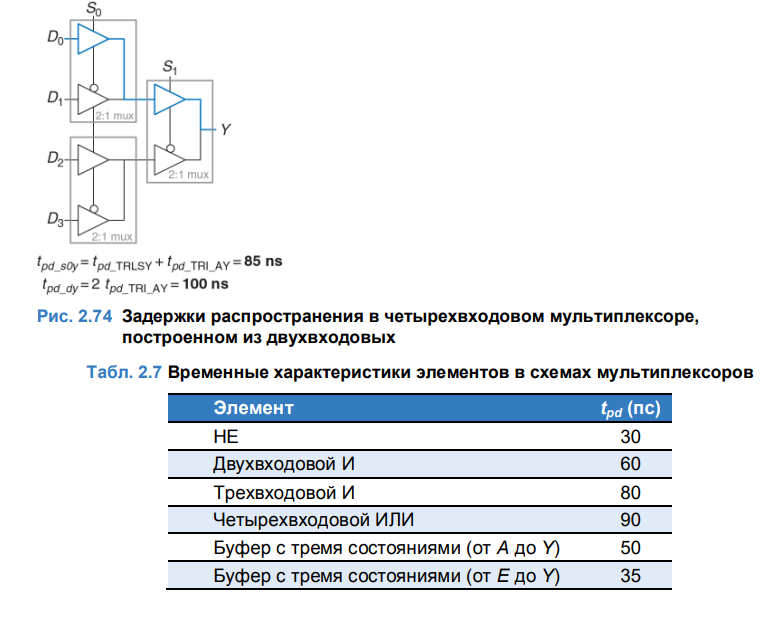 S0
D0
D1
2:1 mux
S1
Y
D2
2:1 mux
D3
2:1 mux
tpd_s0y = tpd_TRLSY + tpd_TRI_AY = 85 ns
tpd_dy = 2 tpd_TRI_AY = 100 ns
Рис. 2.74 Задержки распространения в четырехвходовом мультиплексоре,
построенном из двухвходовых
Табл. 2.7 Временные характеристики элементов в схемах мультиплексоров
Элемент tpd (пс)
НЕ 30
Двухвходовой И 60
Трехвходовой И 80
Четырехвходовой ИЛИ 90
Буфер с тремя состояниями (от A до Y) 50
Буфер с тремя состояниями (от E до Y) 35